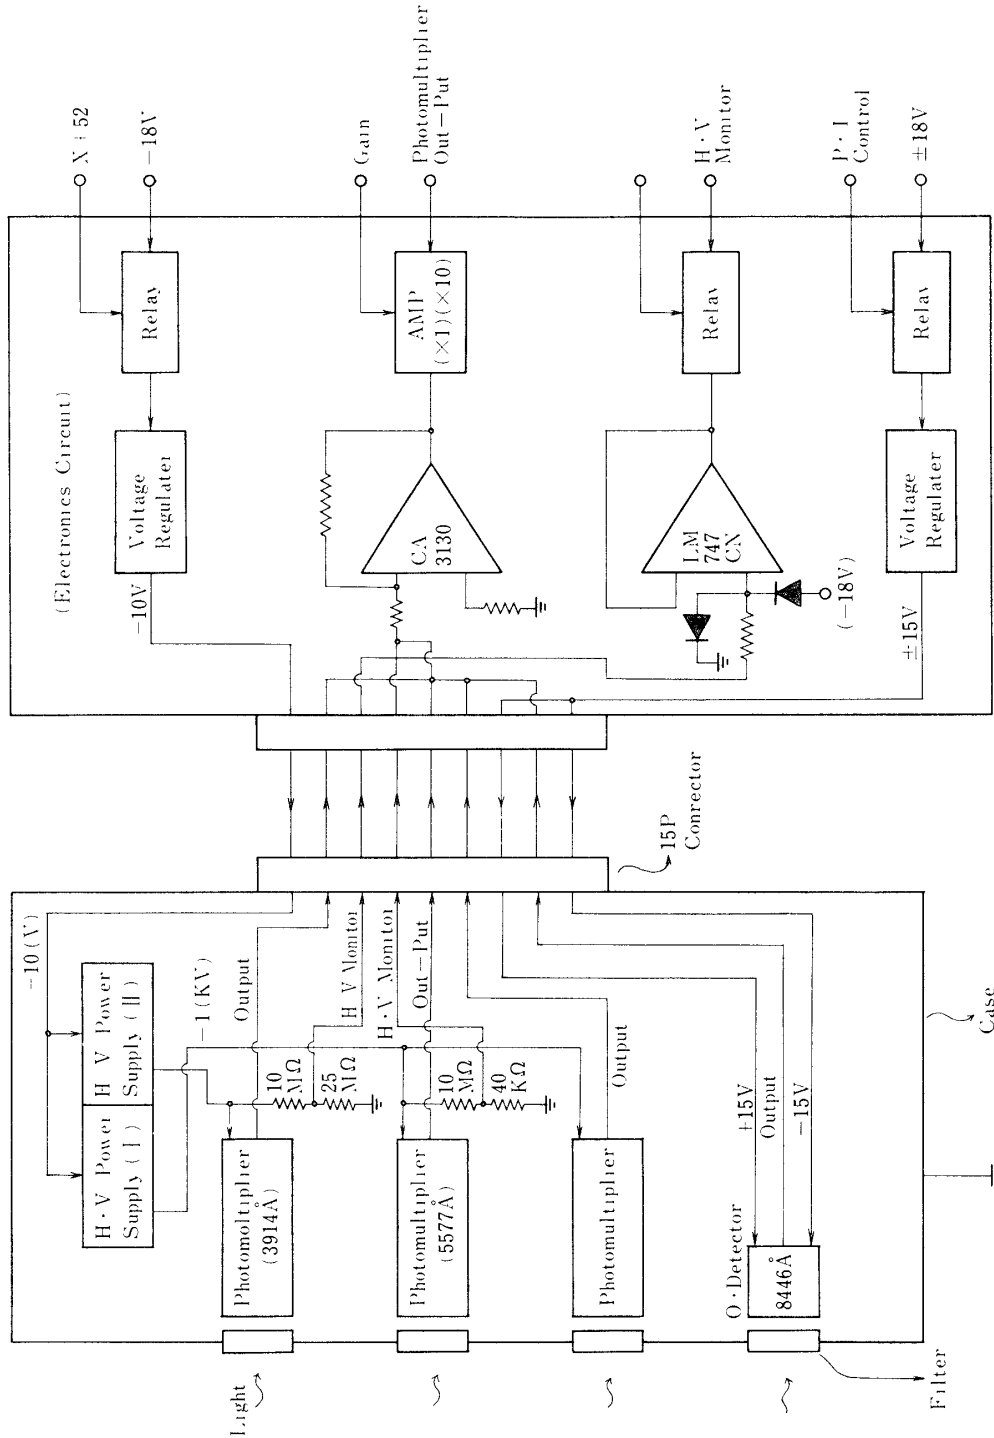 Light
Filter
H·V Power
Supply (I)
H V Power
Supply (II)
−10(V)
−1(KV)
Photomoltiplier
(3914Å)
Output
10
MΩ
25
MΩ
H V Monitor
H·V Monitor
Photomultiplier
(5577Å)
Out−Put
10
MΩ
40
KΩ
Photomultiplier
Output
O·Detector
8446Å
+15V
Output
−15V
Case
15P
Conrector
(Electronics Circuit)
−10V
Voltage
Regulater
Relay
X+52
−18V
CA
3130
AMP
(×1)(×10)
Gain
Photomultiplier
Out−Put
LM
747
CN
(−18V)
Relay
H·V
Monitor
±15V
Voltage
Regulater
Relay
P·I
Control
±18V